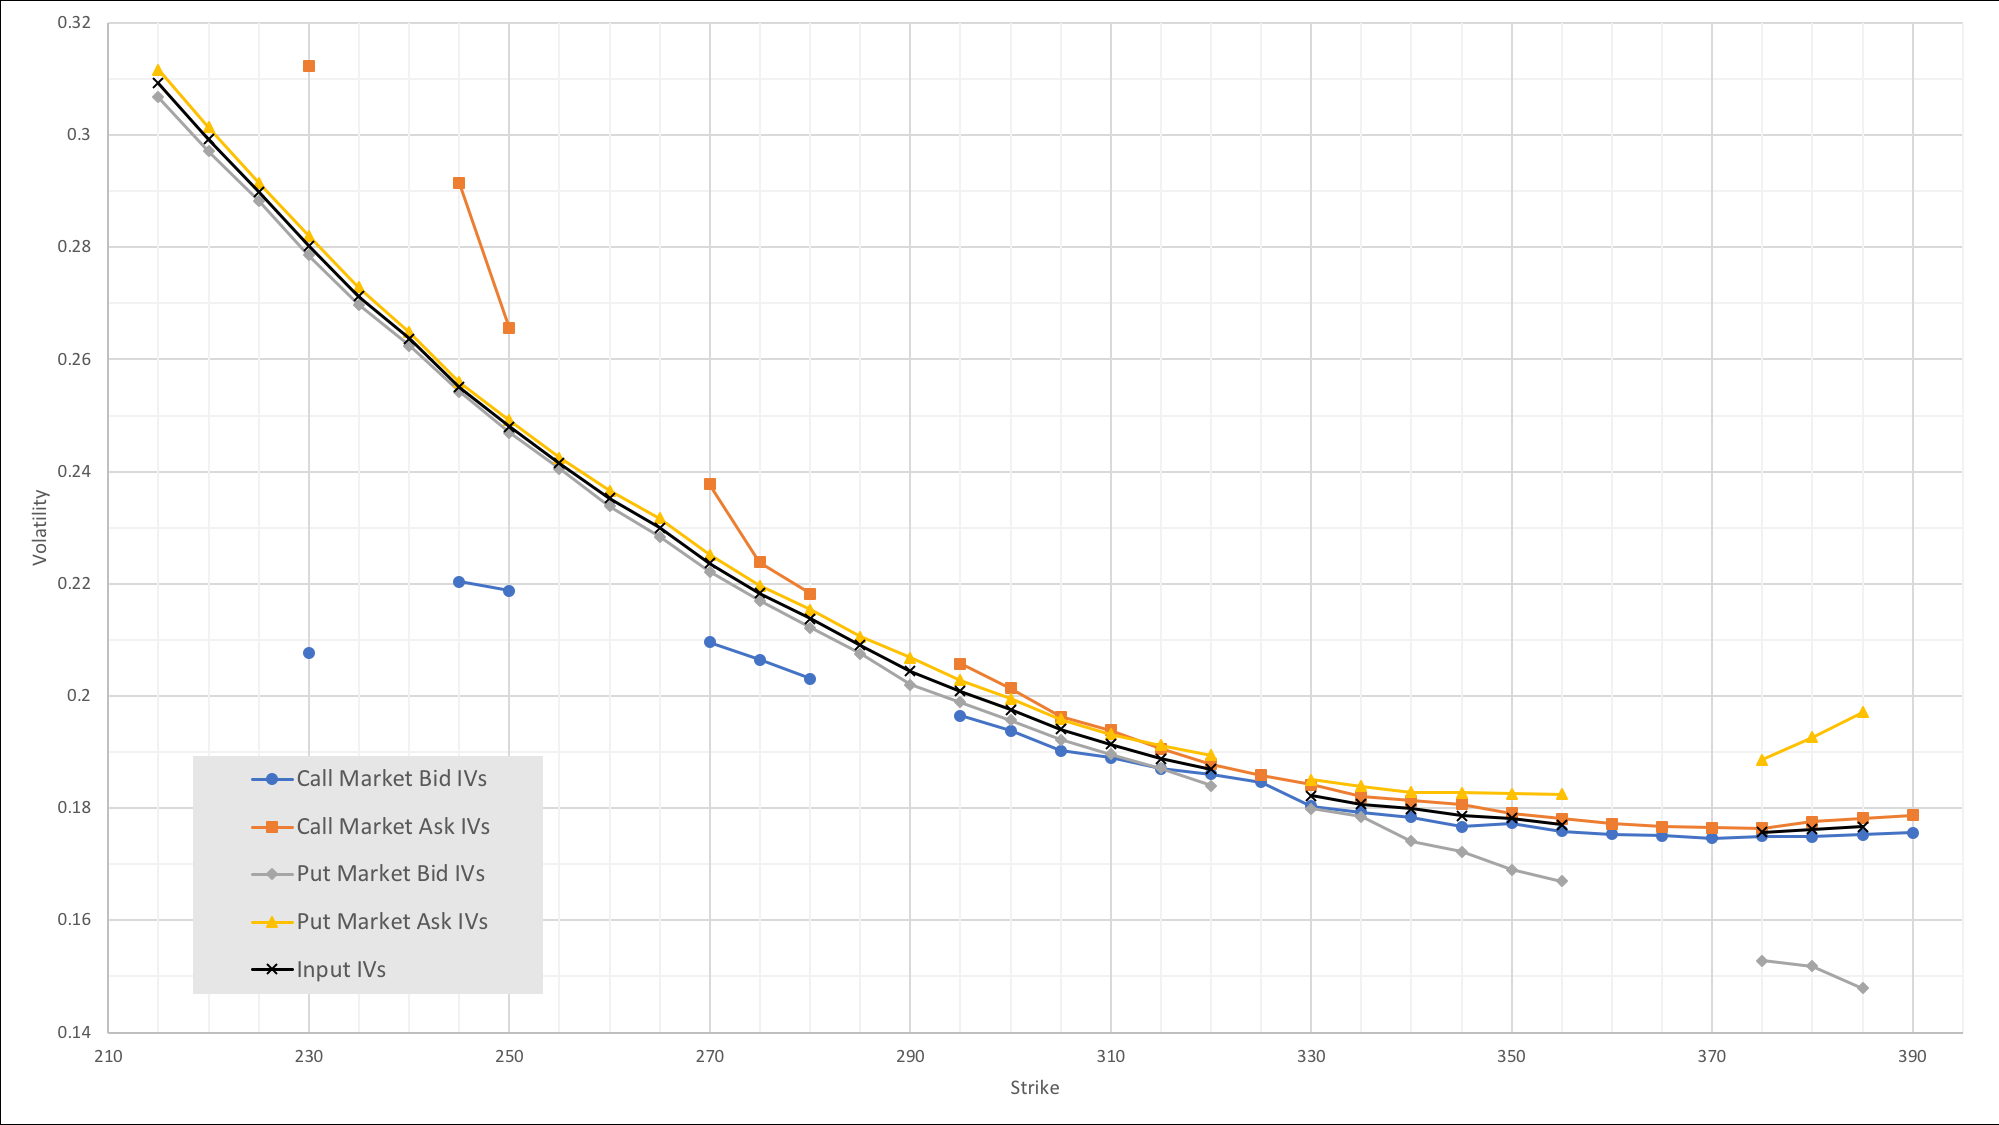 0.32
0.3
0.28
0.26
0.24
0.22
0.2
0.18
0.16
0.14
Volatility
Call Market Bid IVs
Call Market Ask IVs
Put Market Bid IVs
Put Market Ask IVs
Input IVs
210 230 250 270 290 310 330 350 370 390
Strike